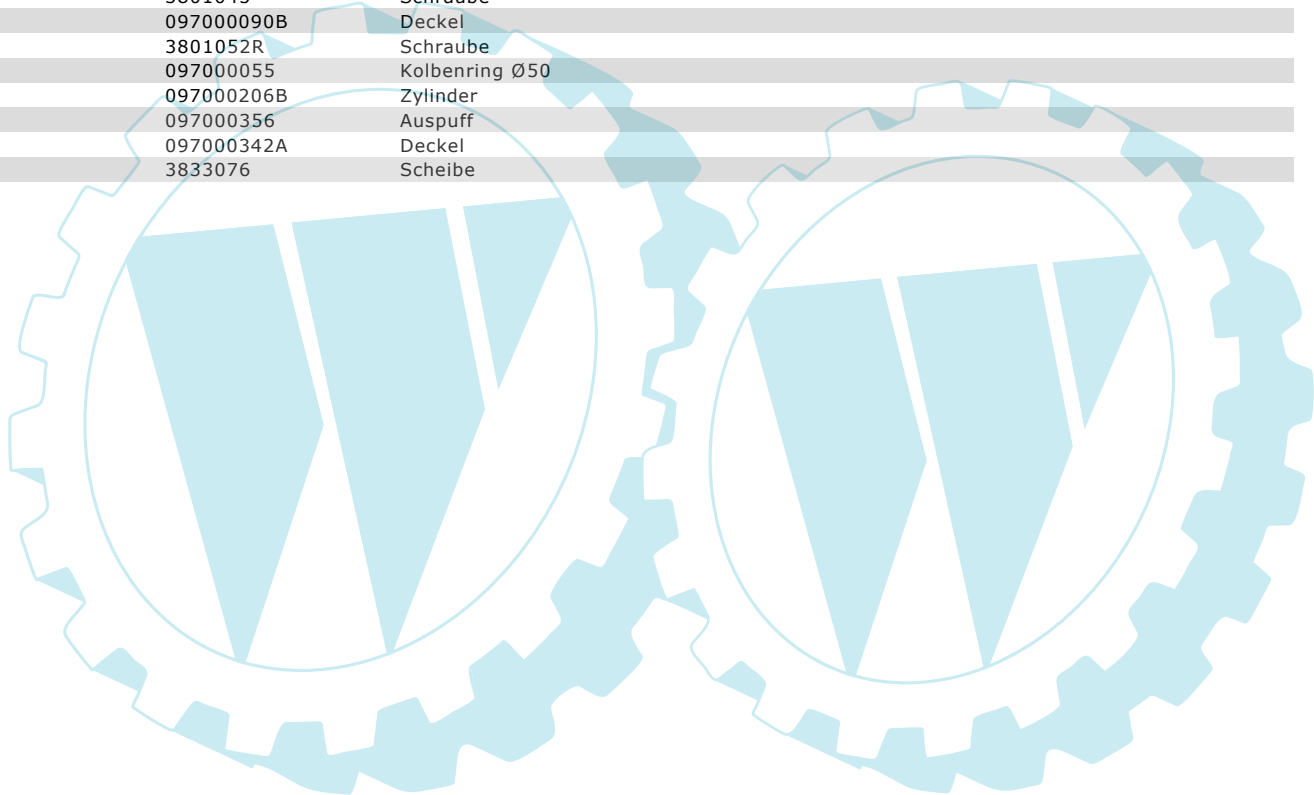 097000090B Deckel
3801052R Schraube
097000055 Kolbenring Ø50
097000206B Zylinder
097000356 Auspuff
097000342A Deckel
3833076 Scheibe